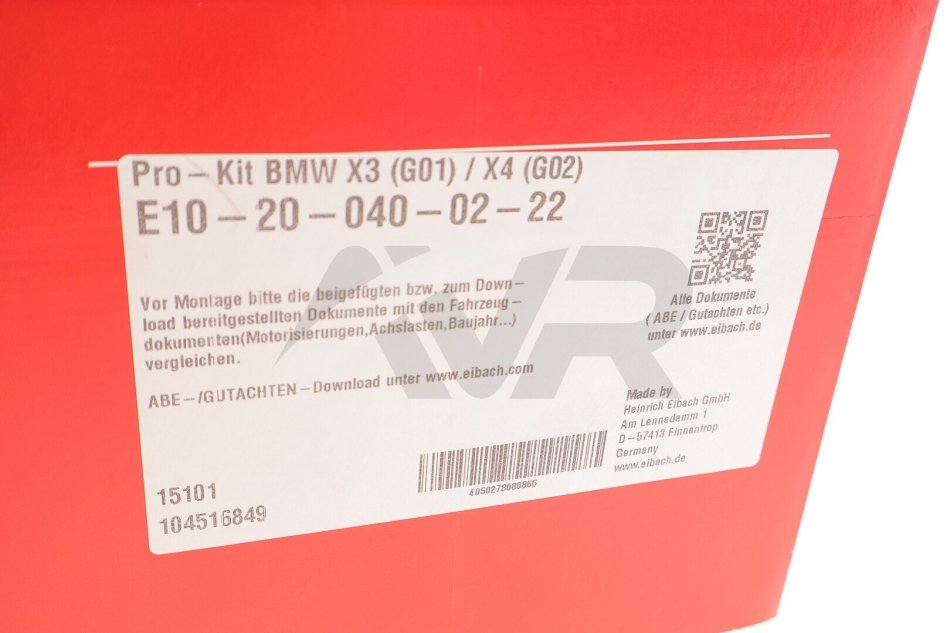 Pro – Kit BMW X3 (G01) / X4 (G02)
E10 – 20 – 040 – 02 – 22
Vor Montage bitte die beigefügten bzw. zum Down –
load bereitgestellten Dokumente mit den Fahrzeug –
dokumenten(Motorisierungen,Achslasten,Baujahr...)
vergleichen.
ABE –/GUTACHTEN – Download unter www.eibach.com
Alle Dokumente
( ABE / Gutachten etc.)
unter www.eibach.de
Made by
Heinrich Eibach GmbH
Am Lennedamm 1
D – 57413 Finnentrop
Germany
www.eibach.de
15101
104516849
VR